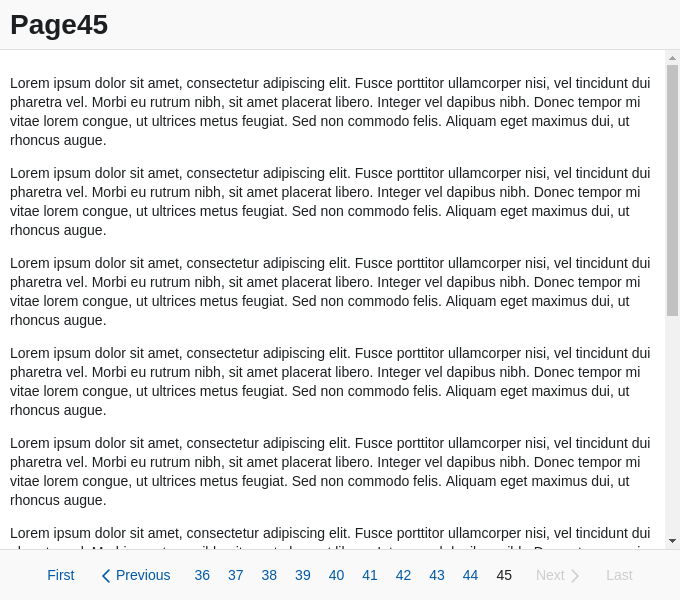 Page45
Lorem ipsum dolor sit amet, consectetur adipiscing elit. Fusce porttitor ullamcorper nisi, vel tincidunt dui
pharetra vel. Morbi eu rutrum nibh, sit amet placerat libero. Integer vel dapibus nibh. Donec tempor mi
vitae lorem congue, ut ultrices metus feugiat. Sed non commodo felis. Aliquam eget maximus dui, ut
rhoncus augue.
Lorem ipsum dolor sit amet, consectetur adipiscing elit. Fusce porttitor ullamcorper nisi, vel tincidunt dui
pharetra vel. Morbi eu rutrum nibh, sit amet placerat libero. Integer vel dapibus nibh. Donec tempor mi
vitae lorem congue, ut ultrices metus feugiat. Sed non commodo felis. Aliquam eget maximus dui, ut
rhoncus augue.
Lorem ipsum dolor sit amet, consectetur adipiscing elit. Fusce porttitor ullamcorper nisi, vel tincidunt dui
pharetra vel. Morbi eu rutrum nibh, sit amet placerat libero. Integer vel dapibus nibh. Donec tempor mi
vitae lorem congue, ut ultrices metus feugiat. Sed non commodo felis. Aliquam eget maximus dui, ut
rhoncus augue.
Lorem ipsum dolor sit amet, consectetur adipiscing elit. Fusce porttitor ullamcorper nisi, vel tincidunt dui
pharetra vel. Morbi eu rutrum nibh, sit amet placerat libero. Integer vel dapibus nibh. Donec tempor mi
vitae lorem congue, ut ultrices metus feugiat. Sed non commodo felis. Aliquam eget maximus dui, ut
rhoncus augue.
Lorem ipsum dolor sit amet, consectetur adipiscing elit. Fusce porttitor ullamcorper nisi, vel tincidunt dui
pharetra vel. Morbi eu rutrum nibh, sit amet placerat libero. Integer vel dapibus nibh. Donec tempor mi
vitae lorem congue, ut ultrices metus feugiat. Sed non commodo felis. Aliquam eget maximus dui, ut
rhoncus augue.
Lorem ipsum dolor sit amet, consectetur adipiscing elit. Fusce porttitor ullamcorper nisi, vel tincidunt dui
First Previous 36 37 38 39 40 41 42 43 44 45 Next Last